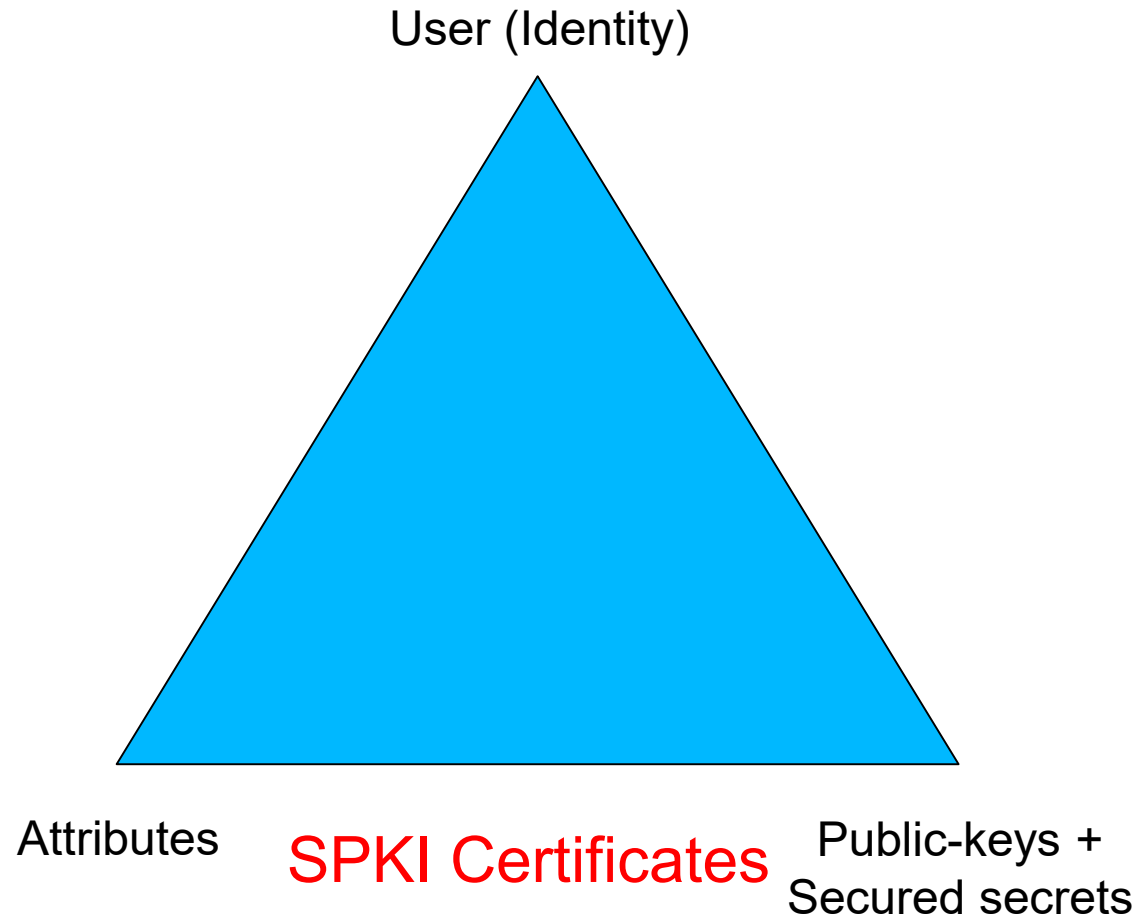 User (Identity)
Attributes
SPKI Certificates
Public-keys +
Secured secrets